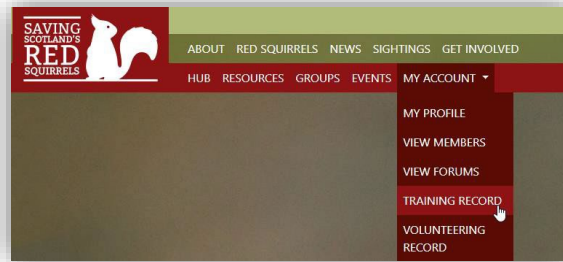 SAVING
SCOTLAND'S
RED
SQUIRRELS
ABOUT RED SQUIRRELS NEWS SIGHTINGS GET INVOLVED
HUB RESOURCES GROUPS EVENTS MY ACCOUNT
MY PROFILE
VIEW MEMBERS
VIEW FORUMS
TRAINING RECORD
VOLUNTEERING
RECORD